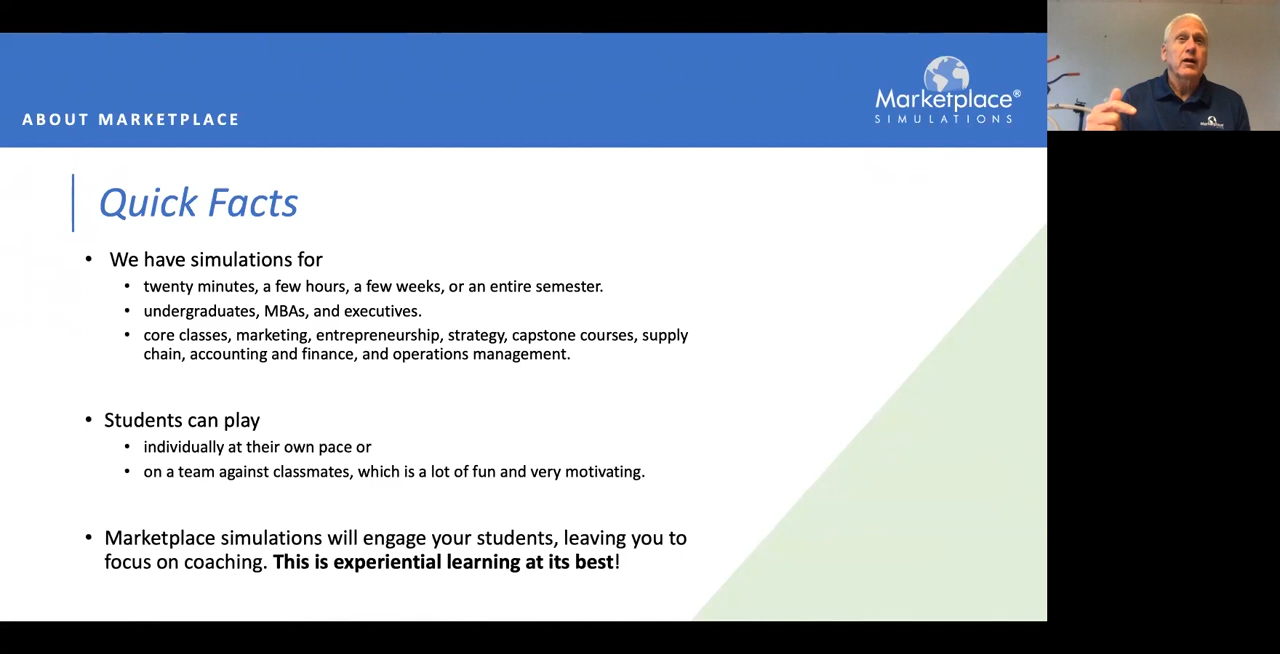 ABOUT MARKETPLACE
Marketplace®
SIMULATIONS
Marketplace
Quick Facts
• We have simulations for
• twenty minutes, a few hours, a few weeks, or an entire semester.
• undergraduates, MBAs, and executives.
• core classes, marketing, entrepreneurship, strategy, capstone courses, supply
chain, accounting and finance, and operations management.
• Students can play
• individually at their own pace or
• on a team against classmates, which is a lot of fun and very motivating.
• Marketplace simulations will engage your students, leaving you to
focus on coaching. This is experiential learning at its best!